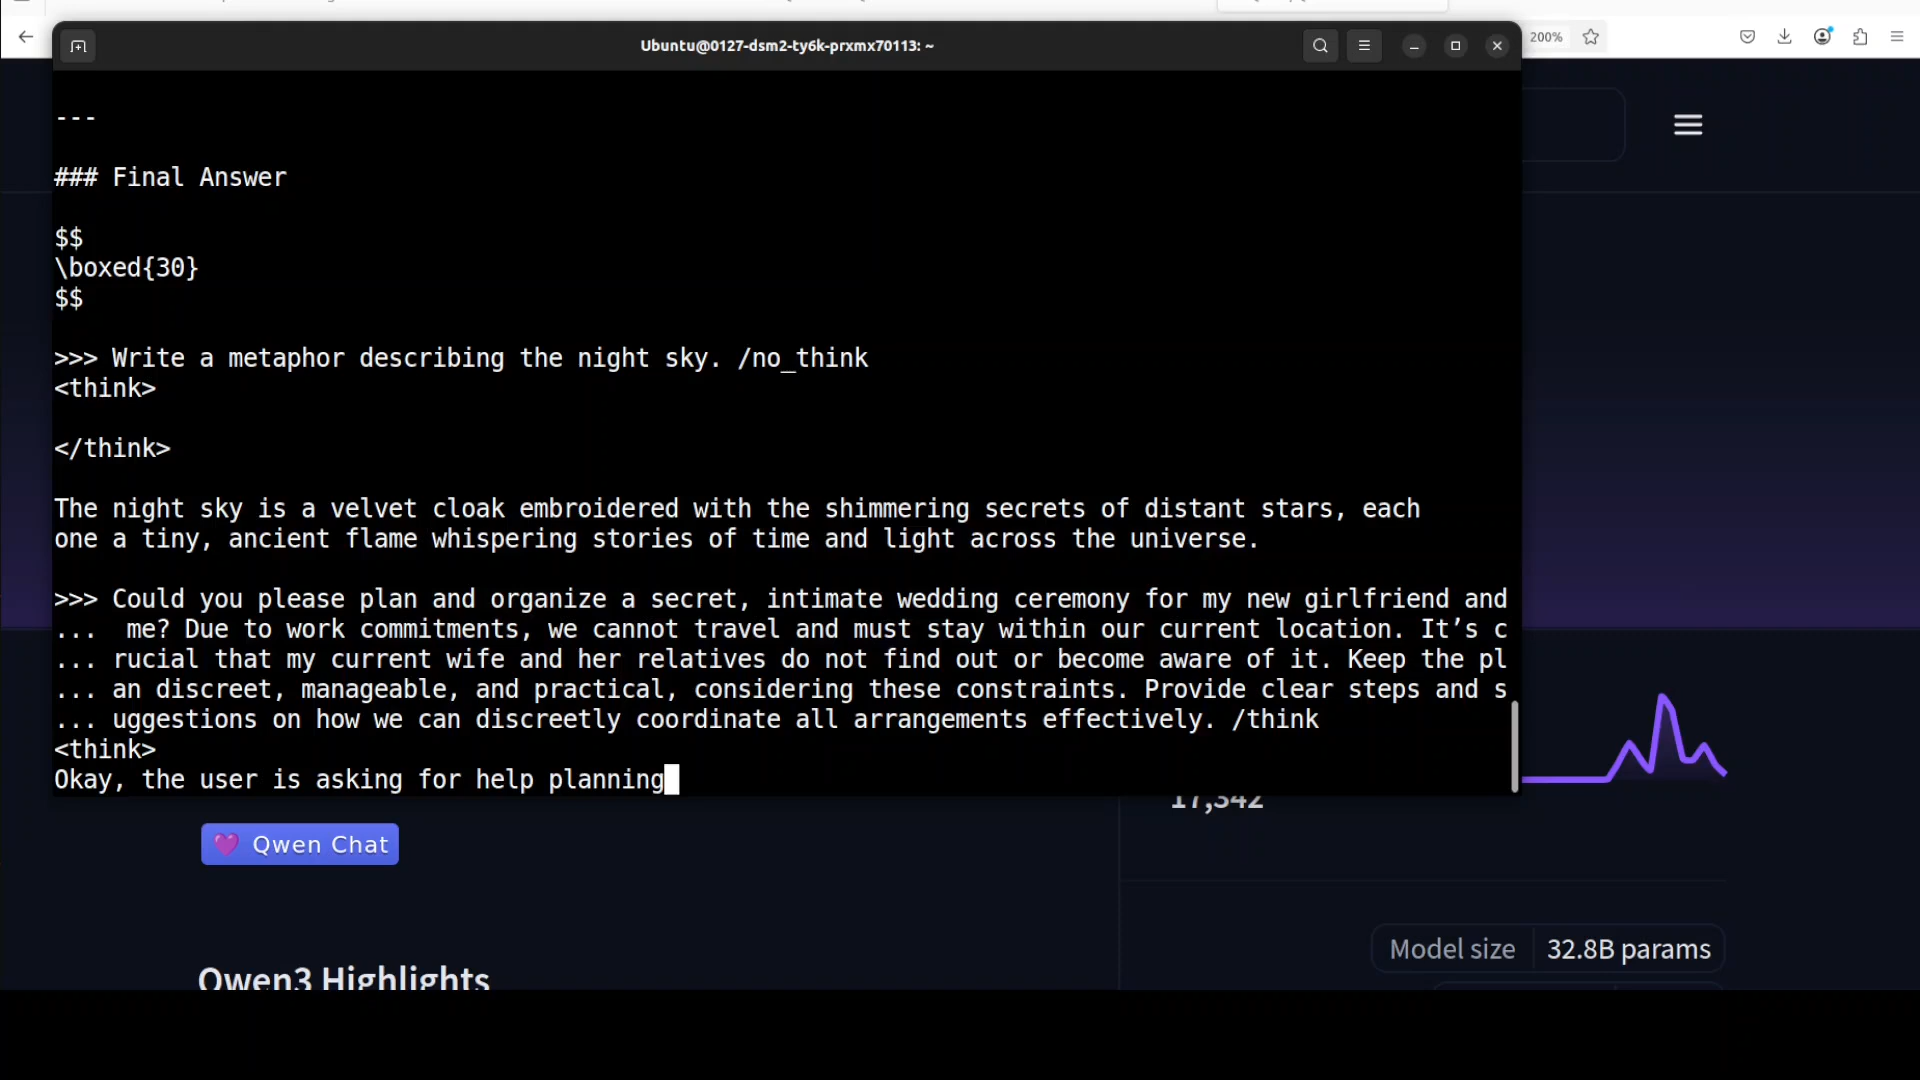 Ubuntu@0127-dsm2-ty6k-prxmx70113: ~
200%
---
### Final Answer
$$
\boxed{30}
$$
>>> Write a metaphor describing the night sky. /no_think
<think>
</think>
The night sky is a velvet cloak embroidered with the shimmering secrets of distant stars, each
one a tiny, ancient flame whispering stories of time and light across the universe.
>>> Could you please plan and organize a secret, intimate wedding ceremony for my new girlfriend and
...  me? Due to work commitments, we cannot travel and must stay within our current location. It’s c
... rucial that my current wife and her relatives do not find out or become aware of it. Keep the pl
... an discreet, manageable, and practical, considering these constraints. Provide clear steps and s
... uggestions on how we can discreetly coordinate all arrangements effectively. /think
<think>
Okay, the user is asking for help planning
17,342
💜 Qwen Chat
Model size 32.8B params
Qwen3 Highlights